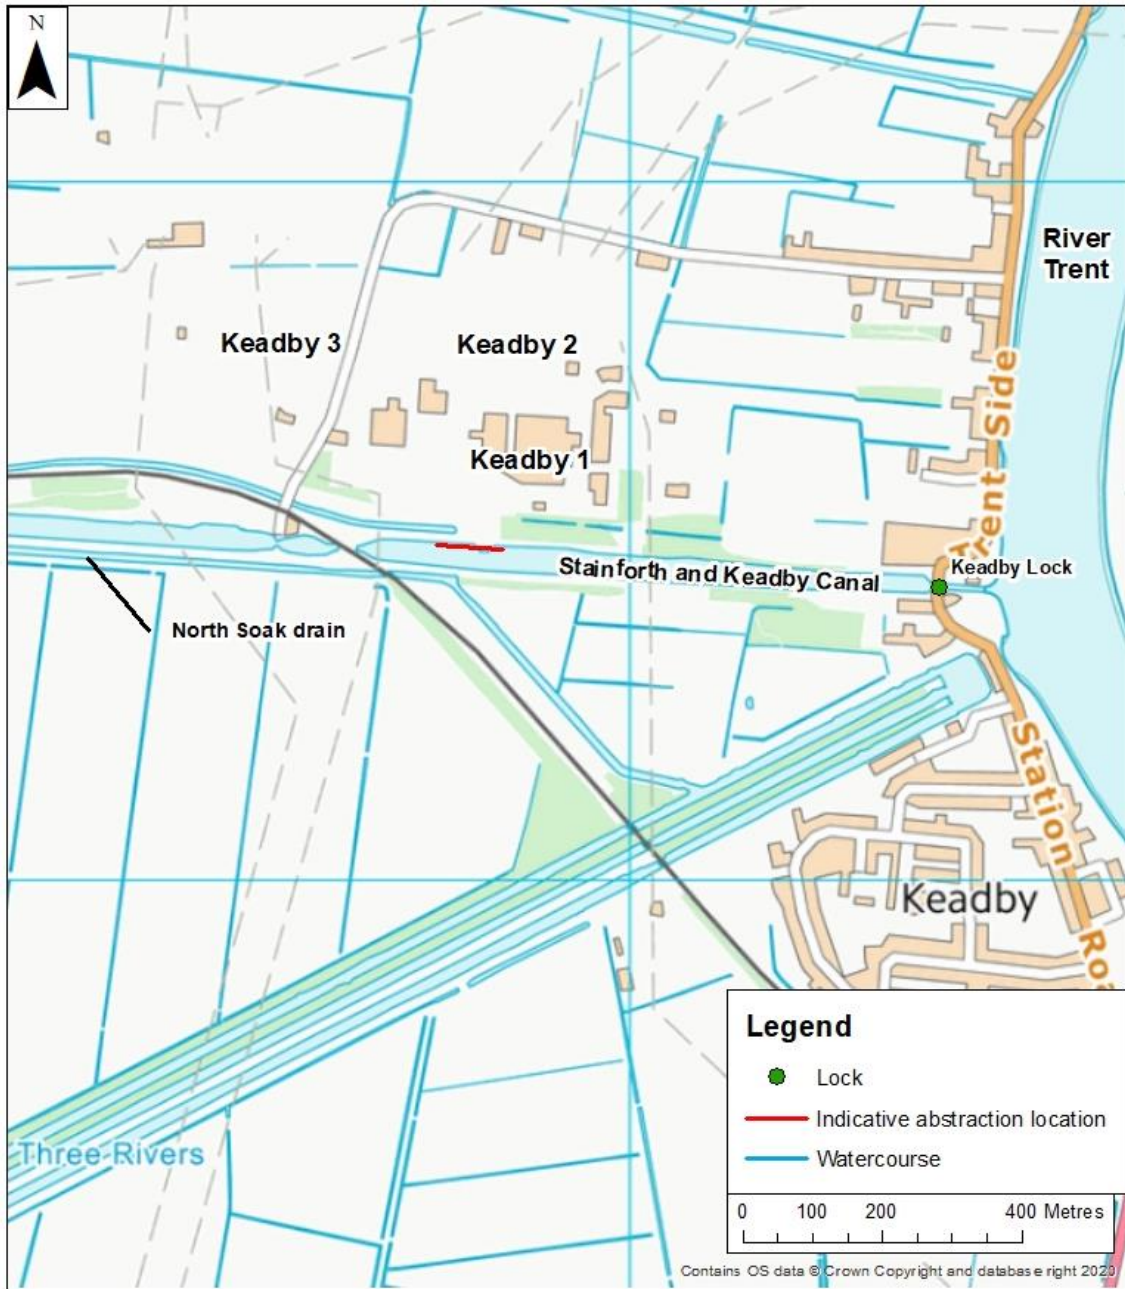 N
River
Trent
Keadby 3
Keadby 2
Trent Side
Keadby 1
Stainforth and Keadby Canal
Keadby Lock
North Soak drain
Station Roa
Keadby
Three Rivers
Legend
Lock
Indicative abstraction location
Watercourse
0 100 200 400 Metres
Contains OS data © Crown Copyright and database right 2023